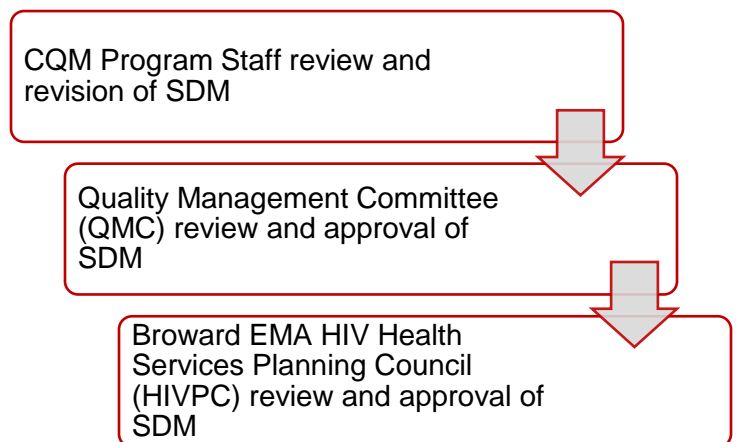 CQM Program Staff review and
revision of SDM
Quality Management Committee
(QMC) review and approval of
SDM
Broward EMA HIV Health
Services Planning Council
(HIVPC) review and approval of
SDM